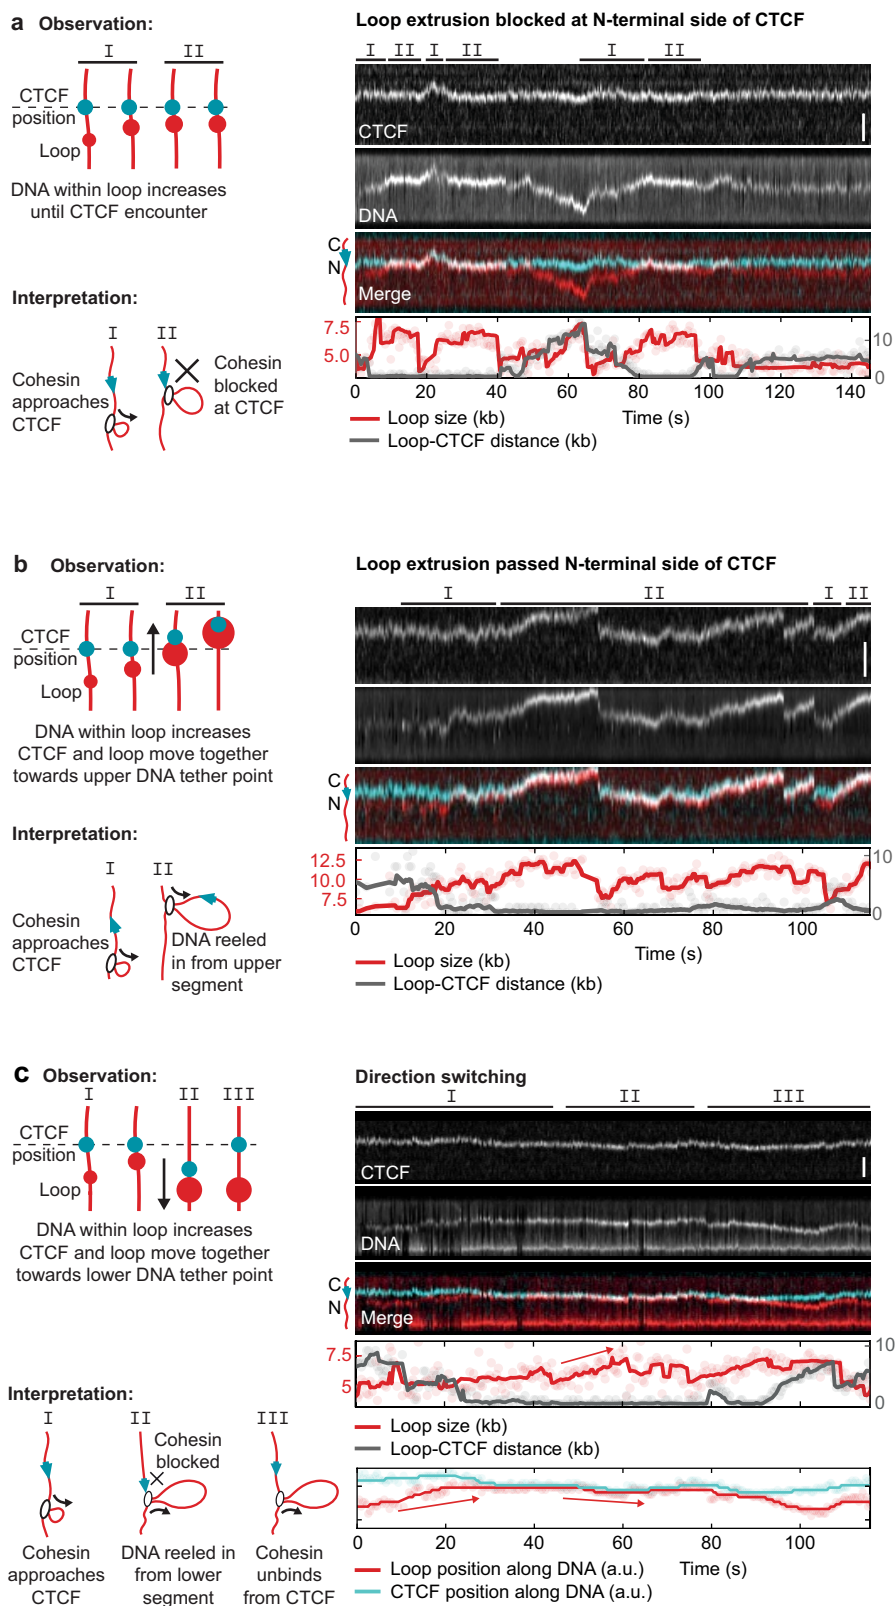 a Observation:
I II
CTCF
position
Loop
DNA within loop increases
until CTCF encounter
Interpretation:
I II
Cohesin
approaches
CTCF
Cohesin
blocked
at CTCF
Loop extrusion blocked at N-terminal side of CTCF
I II I II I II
CTCF
DNA
C
N
Merge
7.5
5.0
10
0
0 20 40 60 80 100 120 140
Loop size (kb)
Time (s)
Loop-CTCF distance (kb)
b Observation:
I II
CTCF
position
Loop
DNA within loop increases
CTCF and loop move together
towards upper DNA tether point
Interpretation:
I II
Cohesin
approaches
CTCF
DNA reeled
in from upper
segment
Loop extrusion passed N-terminal side of CTCF
I II I II
C
N
12.5
10.0
7.5
10
0
0 20 40 60 80 100
Time (s)
Loop size (kb)
Loop-CTCF distance (kb)
c Observation:
I II III
CTCF
position
Loop
DNA within loop increases
CTCF and loop move together
towards lower DNA tether point
Interpretation:
I II III
Cohesin
blocked
Cohesin
approaches
CTCF
DNA reeled in
from lower
segment
Cohesin
unbinds
from CTCF
Direction switching
I II III
CTCF
DNA
C
N
Merge
7.5
5
10
0
0 20 40 60 80 100
Loop size (kb)
Loop-CTCF distance (kb)
0 20 40 60 80 100
Loop position along DNA (a.u.)
Time (s)
CTCF position along DNA (a.u.)